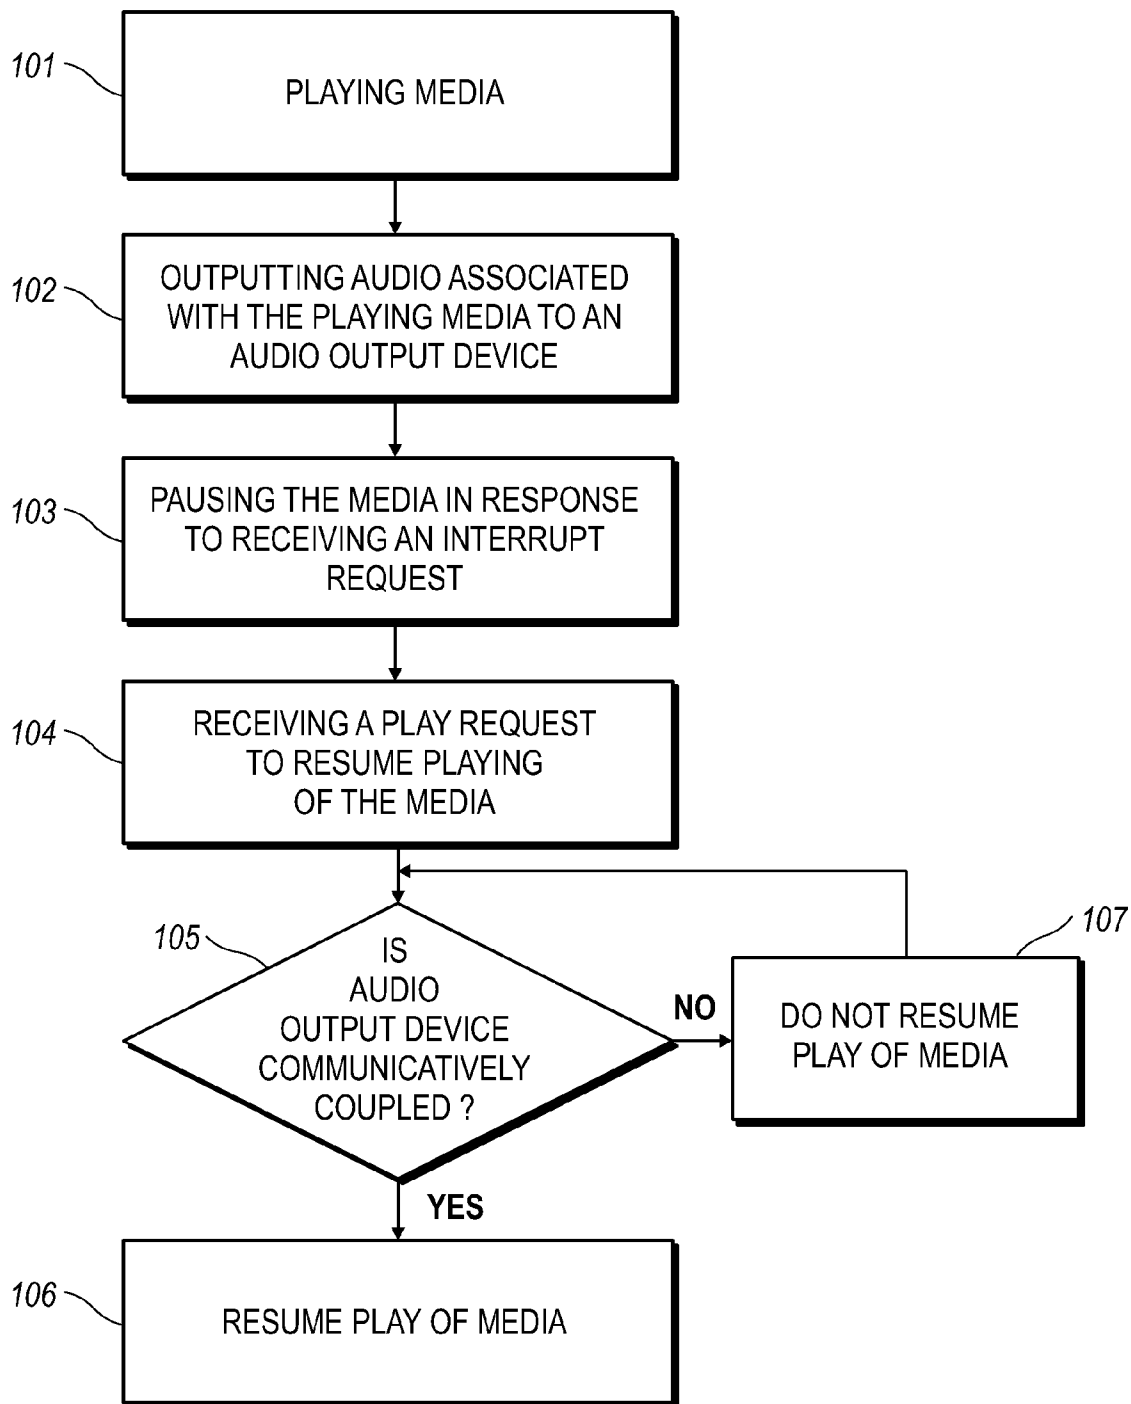 101
PLAYING MEDIA
102
OUTPUTTING AUDIO ASSOCIATED
WITH THE PLAYING MEDIA TO AN
AUDIO OUTPUT DEVICE
103
PAUSING THE MEDIA IN RESPONSE
TO RECEIVING AN INTERRUPT
REQUEST
104
RECEIVING A PLAY REQUEST
TO RESUME PLAYING
OF THE MEDIA
105
IS
AUDIO
OUTPUT DEVICE
COMMUNICATIVELY
COUPLED ?
NO
107
DO NOT RESUME
PLAY OF MEDIA
YES
106
RESUME PLAY OF MEDIA